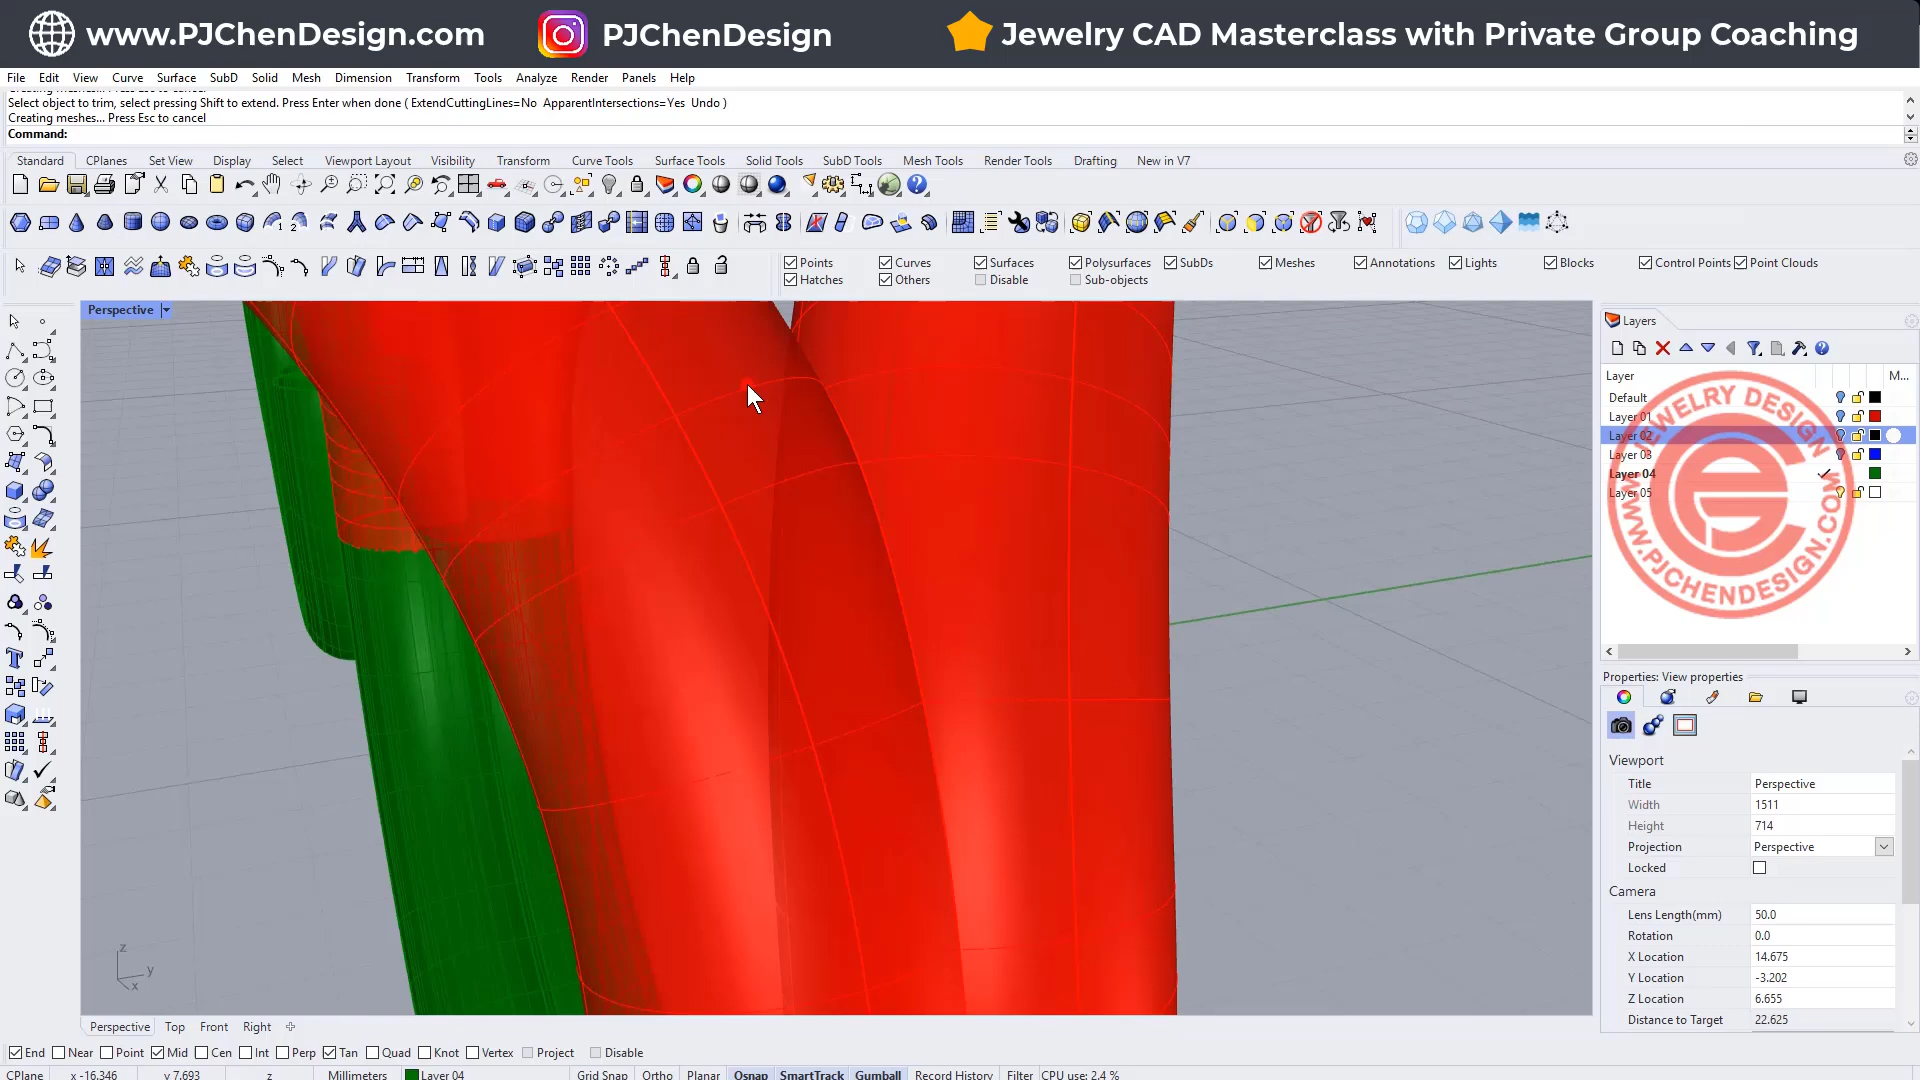 www.PJChenDesign.com PJChenDesign Jewelry CAD Masterclass with Private Group Coaching
File Edit View Curve Surface SubD Solid Mesh Dimension Transform Tools Analyze Render Panels Help
Select object to trim, select pressing Shift to extend. Press Enter when done ( ExtendCuttingLines=No ApparentIntersections=Yes Undo )
Creating meshes... Press Esc to cancel
Command:
Standard CPlanes Set View Display Select Viewport Layout Visibility Transform Curve Tools Surface Tools Solid Tools SubD Tools Mesh Tools Render Tools Drafting New in V7
Points Curves Surfaces Polysurfaces SubDs Meshes Annotations Lights Blocks Control Points Point Clouds
Hatches Others Disable Sub-objects
Perspective
Layers
Layer M...
Default
Layer 01
Layer 02
Layer 03
Layer 04
Layer 05
JEWELRY DESIGN
WWW.PJCHENDESIGN.COM
Properties: View properties
Viewport
Title Perspective
Width 1511
Height 714
Projection Perspective
Locked
Camera
Lens Length(mm) 50.0
Rotation 0.0
X Location 14.675
Y Location -3.202
Z Location 6.655
Distance to Target 22.625
z
y
x
Perspective Top Front Right
End Near Point Mid Cen Int Perp Tan Quad Knot Vertex Project Disable
CPlane x -16.346 y 7.693 z Millimeters Layer 04 Grid Snap Ortho Planar Osnap SmartTrack Gumball Record History Filter CPU use: 2.4 %